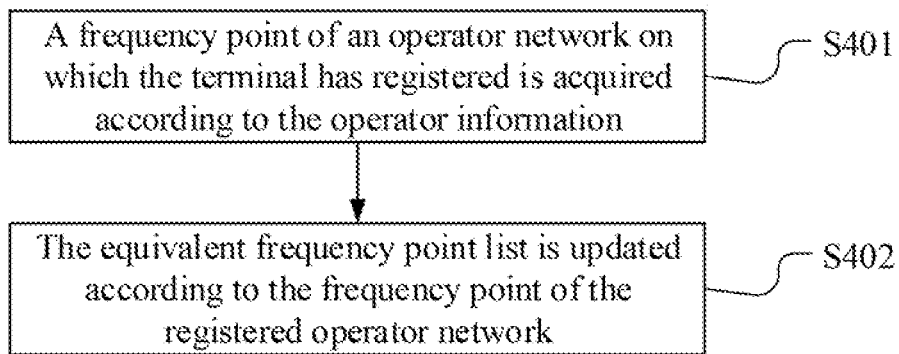 A frequency point of an operator network on
which the terminal has registered is acquired
according to the operator information
S401
The equivalent frequency point list is updated
according to the frequency point of the
registered operator network
S402